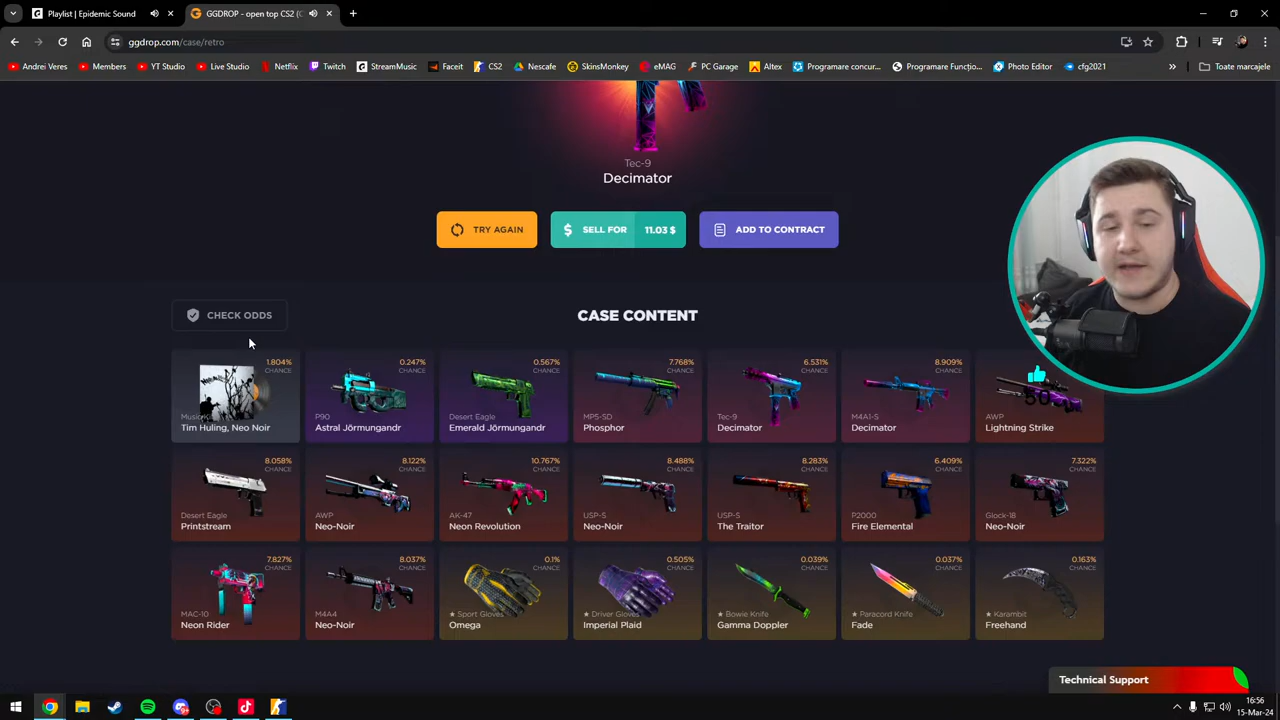 Playlist | Epidemic Sound
GGDROP - open top CS2 (C
ggdrop.com/case/retro
Andrei Veres
Members
YT Studio
Live Studio
Netflix
Twitch
StreamMusic
Faceit
CS2
Nescafe
SkinsMonkey
eMAG
PC Garage
Altex
Programare concur...
Programare Funcțio...
Photo Editor
cfg2021
Toate marcajele
Tec-9
Decimator
TRY AGAIN
SELL FOR 11.03 $
ADD TO CONTRACT
CHECK ODDS
CASE CONTENT
1.804%
CHANCE
Tim Huling, Neo Noir
0.247%
CHANCE
P90
Astral Jörmungandr
0.567%
CHANCE
Desert Eagle
Emerald Jörmungandr
7.768%
CHANCE
MP5-SD
Phosphor
6.531%
CHANCE
Tec-9
Decimator
8.909%
CHANCE
M4A1-S
Decimator
AWP
Lightning Strike
8.058%
CHANCE
Desert Eagle
Printstream
8.122%
CHANCE
AWP
Neo-Noir
10.767%
CHANCE
AK-47
Neon Revolution
8.488%
CHANCE
USP-S
Neo-Noir
8.283%
CHANCE
USP-S
The Traitor
6.409%
CHANCE
P2000
Fire Elemental
7.322%
CHANCE
Glock-18
Neo-Noir
7.827%
CHANCE
MAC-10
Neon Rider
8.037%
CHANCE
M4A4
Neo-Noir
0.1%
CHANCE
★ Sport Gloves
Omega
0.505%
CHANCE
★ Driver Gloves
Imperial Plaid
0.039%
CHANCE
★ Bowie Knife
Gamma Doppler
0.037%
CHANCE
★ Paracord Knife
Fade
0.163%
CHANCE
★ Karambit
Freehand
Technical Support
16:56
15-Mar-24